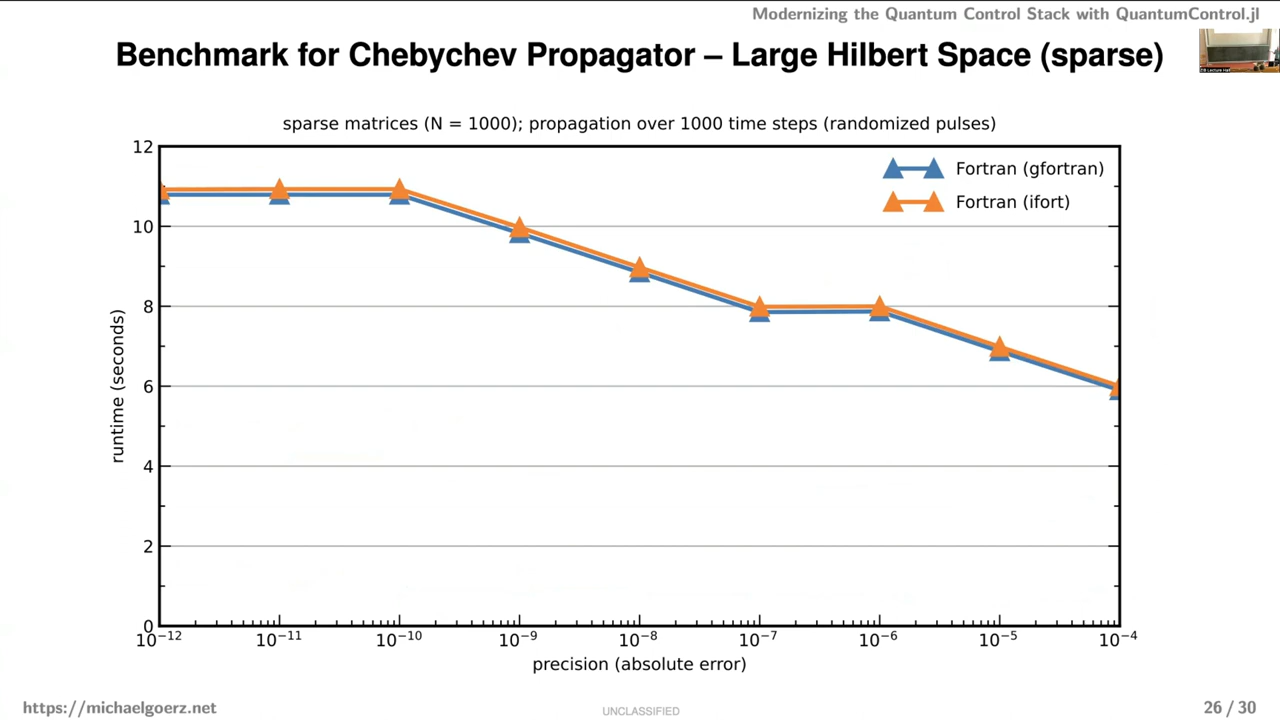 Modernizing the Quantum Control Stack with QuantumControl.jl
Benchmark for Chebychev Propagator – Large Hilbert Space (sparse)
sparse matrices (N = 1000); propagation over 1000 time steps (randomized pulses)
Fortran (gfortran)
Fortran (ifort)
12
10
8
6
4
2
0
runtime (seconds)
10⁻¹² 10⁻¹¹ 10⁻¹⁰ 10⁻⁹ 10⁻⁸ 10⁻⁷ 10⁻⁶ 10⁻⁵ 10⁻⁴
precision (absolute error)
https://michaelgoerz.net
UNCLASSIFIED
26 / 30